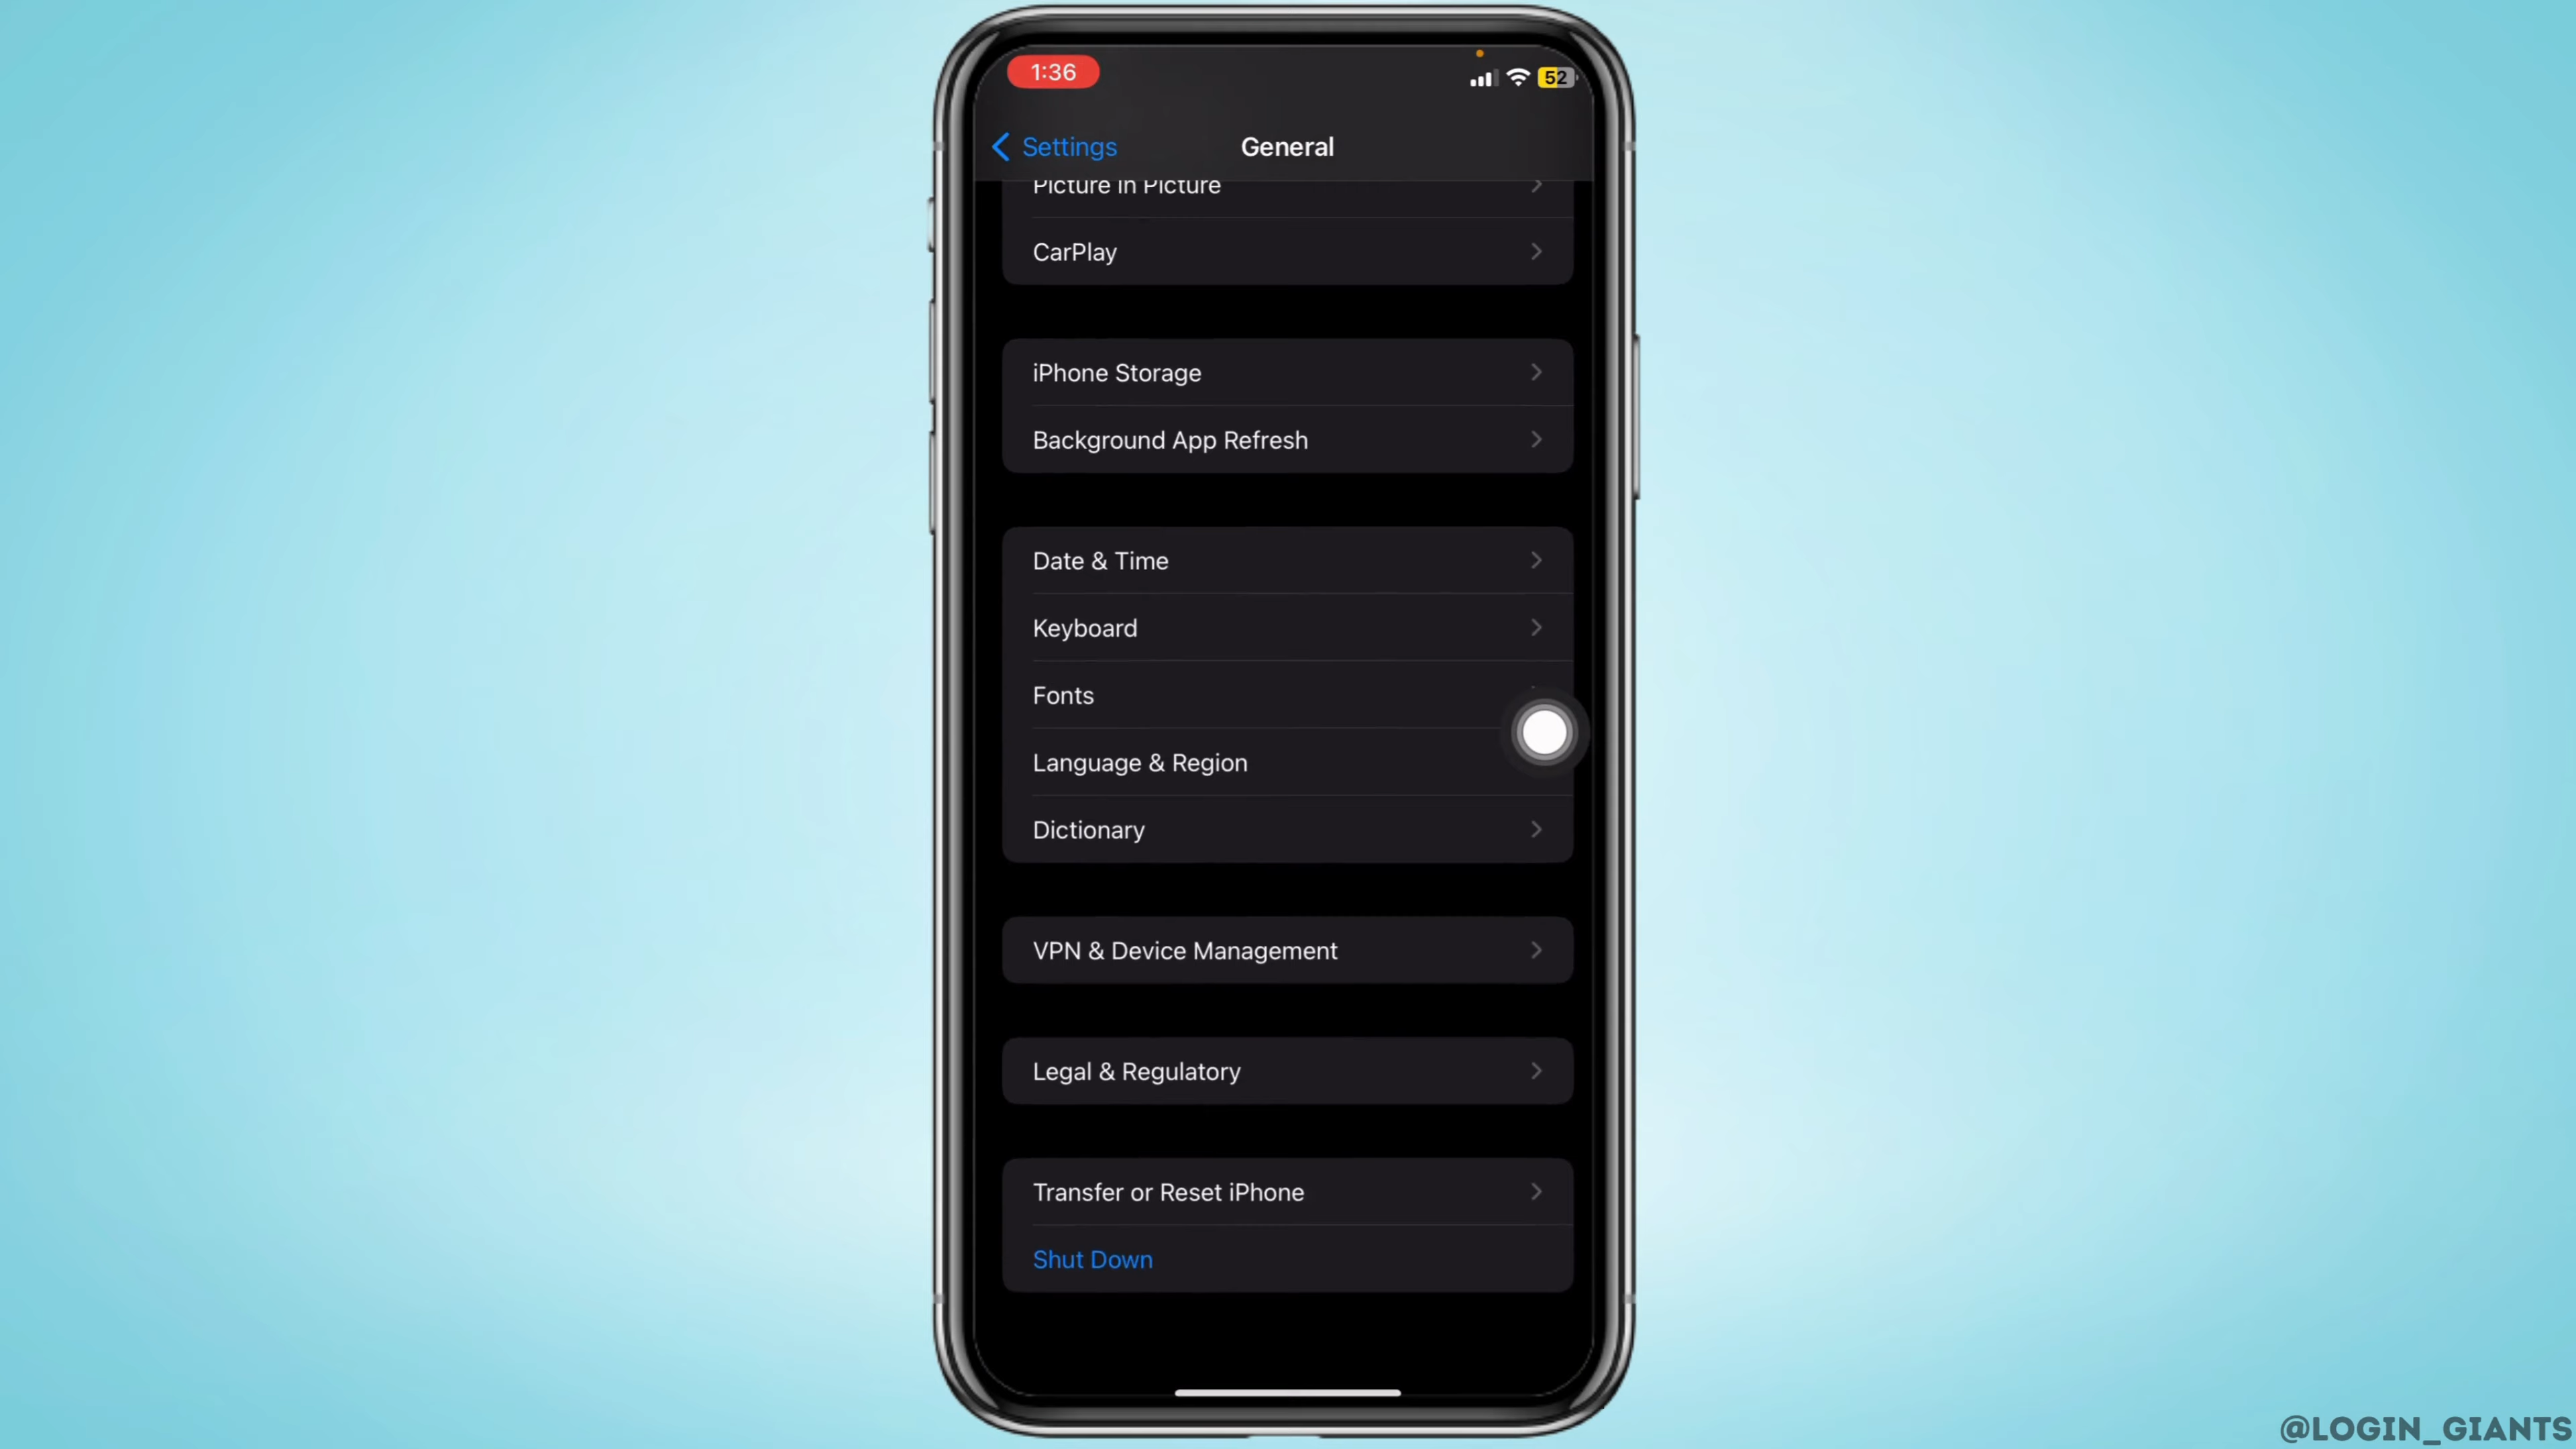 1:36
52
Settings
General
Picture in Picture
CarPlay
iPhone Storage
Background App Refresh
Date & Time
Keyboard
Fonts
Language & Region
Dictionary
VPN & Device Management
Legal & Regulatory
Transfer or Reset iPhone
Shut Down
@LOGIN_GIANTS